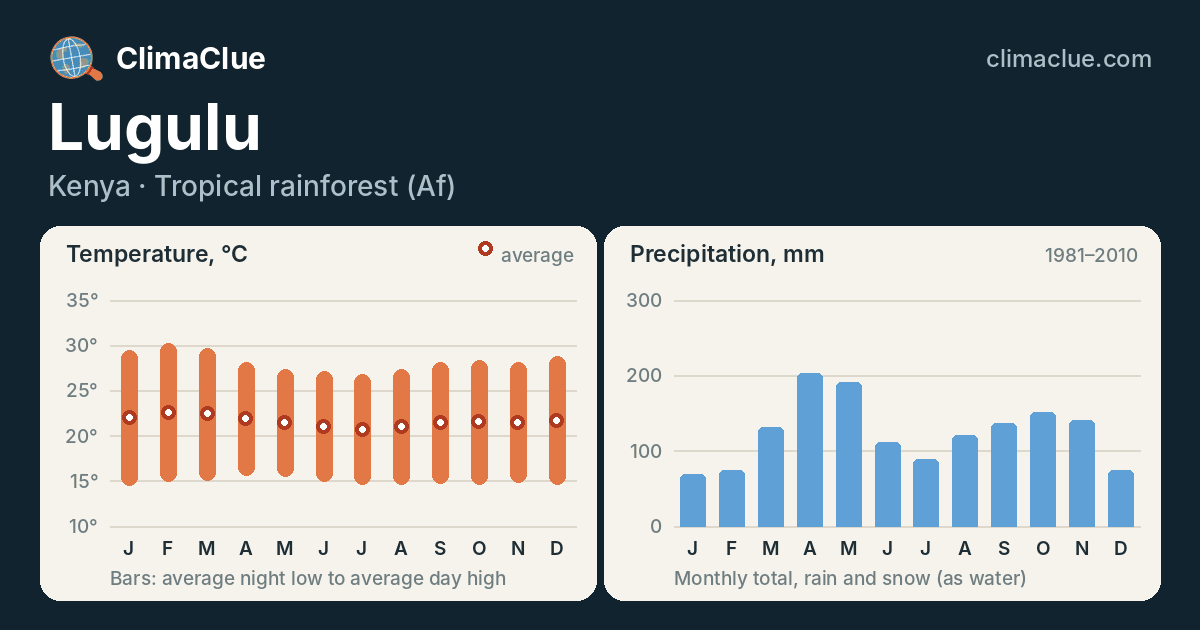 ClimaClue
climaclue.com
Lugulu
Kenya · Tropical rainforest (Af)
Temperature, °C
average
35°
30°
25°
20°
15°
10°
J F M A M J J A S O N D
Bars: average night low to average day high
Precipitation, mm
1981–2010
300
200
100
0
J F M A M J J A S O N D
Monthly total, rain and snow (as water)